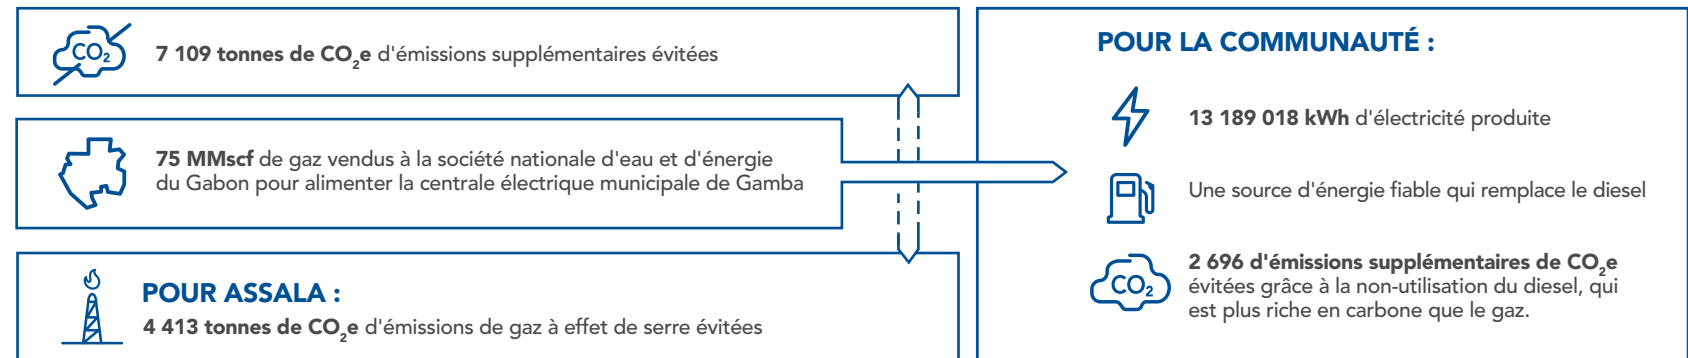 CO2
7 109 tonnes de CO2e d'émissions supplémentaires évitées
75 MMscf de gaz vendus à la société nationale d'eau et d'énergie
du Gabon pour alimenter la centrale électrique municipale de Gamba
POUR ASSALA :
4 413 tonnes de CO2e d'émissions de gaz à effet de serre évitées
POUR LA COMMUNAUTÉ :
13 189 018 kWh d'électricité produite
Une source d'énergie fiable qui remplace le diesel
CO2
2 696 d'émissions supplémentaires de CO2e
évitées grâce à la non-utilisation du diesel, qui
est plus riche en carbone que le gaz.